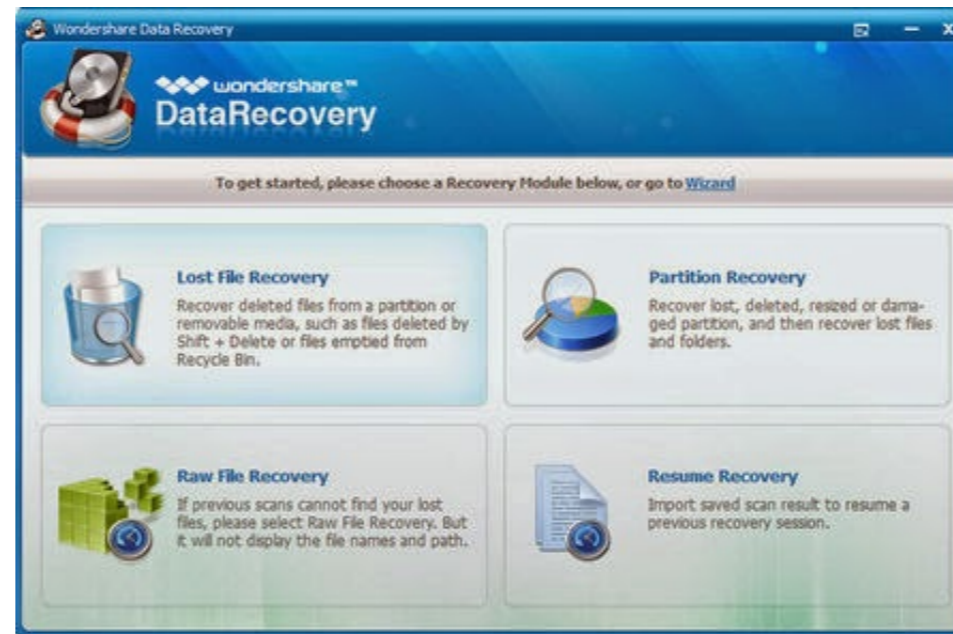 Wondershare Data Recovery
wondershare™
DataRecovery
To get started, please choose a Recovery Module below, or go to Wizard
Lost File Recovery
Recover deleted files from a partition or
removable media, such as files deleted by
Shift + Delete or files emptied from
Recycle Bin.
Partition Recovery
Recover lost, deleted, resized or dama-
ged partition, and then recover lost files
and folders.
Raw File Recovery
If previous scans cannot find your lost
files, please select Raw File Recovery. But
it will not display the file names and path.
Resume Recovery
Import saved scan result to resume a
previous recovery session.